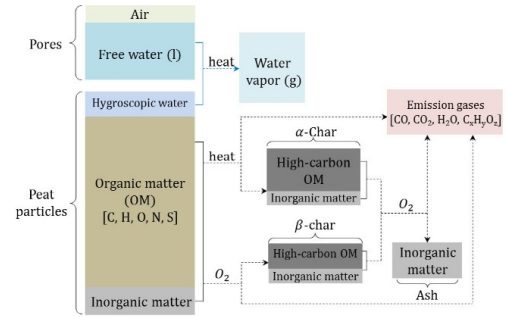 Air
Pores
Free water (l)
heat
Water
vapor (g)
Hygroscopic water
Emission gases
[CO, CO₂, H₂O, CₓHᵧO_z]
α-Char
heat
High-carbon
OM
Inorganic matter
Organic matter
(OM)
[C, H, O, N, S]
Peat
particles
O₂
β-char
High-carbon OM
Inorganic matter
Inorganic
matter
O₂
Inorganic matter
Ash